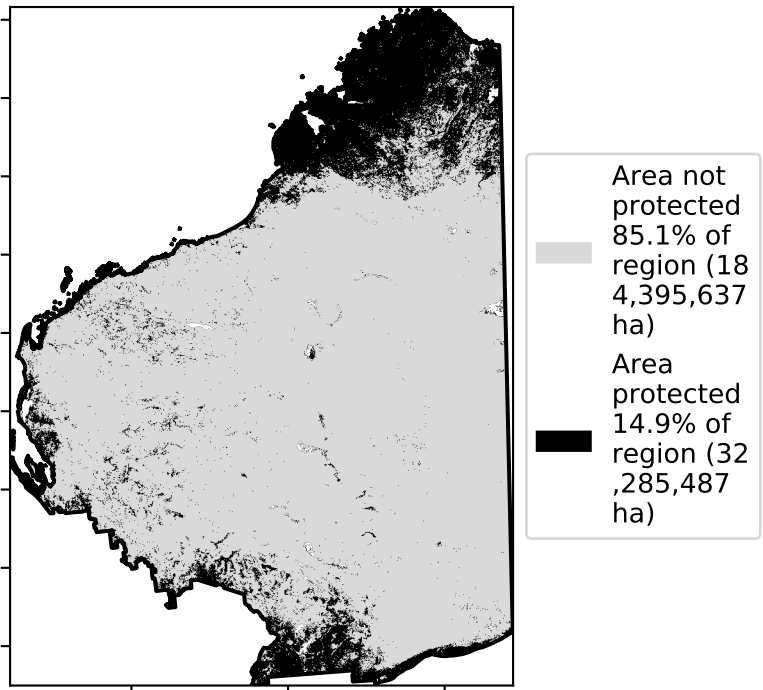 Area not
protected
85.1% of
region (18
4,395,637
ha)
Area
protected
14.9% of
region (32
,285,487
ha)